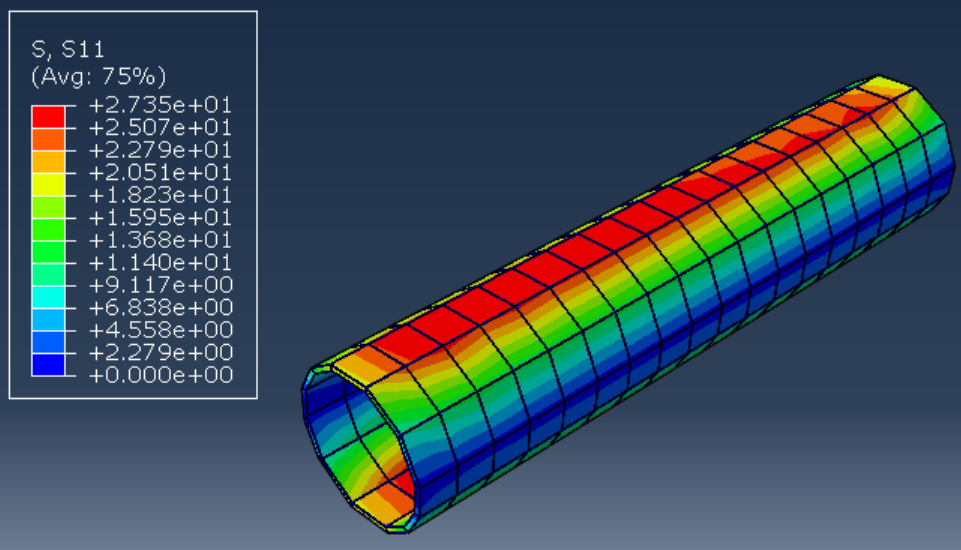 S, S11
(Avg: 75%)
+2.735e+01
+2.507e+01
+2.279e+01
+2.051e+01
+1.823e+01
+1.595e+01
+1.368e+01
+1.140e+01
+9.117e+00
+6.838e+00
+4.558e+00
+2.279e+00
+0.000e+00